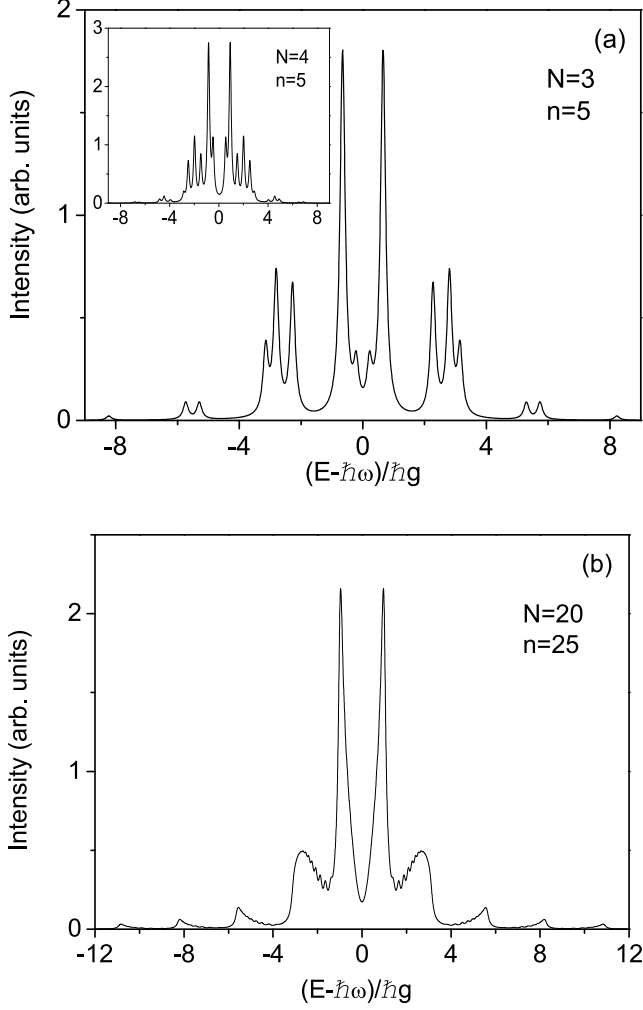 (a)
N=3
n=5
N=4
n=5
3
2
1
0
-8 -4 0 4 8
2
1
0
Intensity (arb. units)
-8 -4 0 4 8
(E-ħω)/ħg
(b)
N=20
n=25
2
1
0
Intensity (arb. units)
-12 -8 -4 0 4 8 12
(E-ħω)/ħg